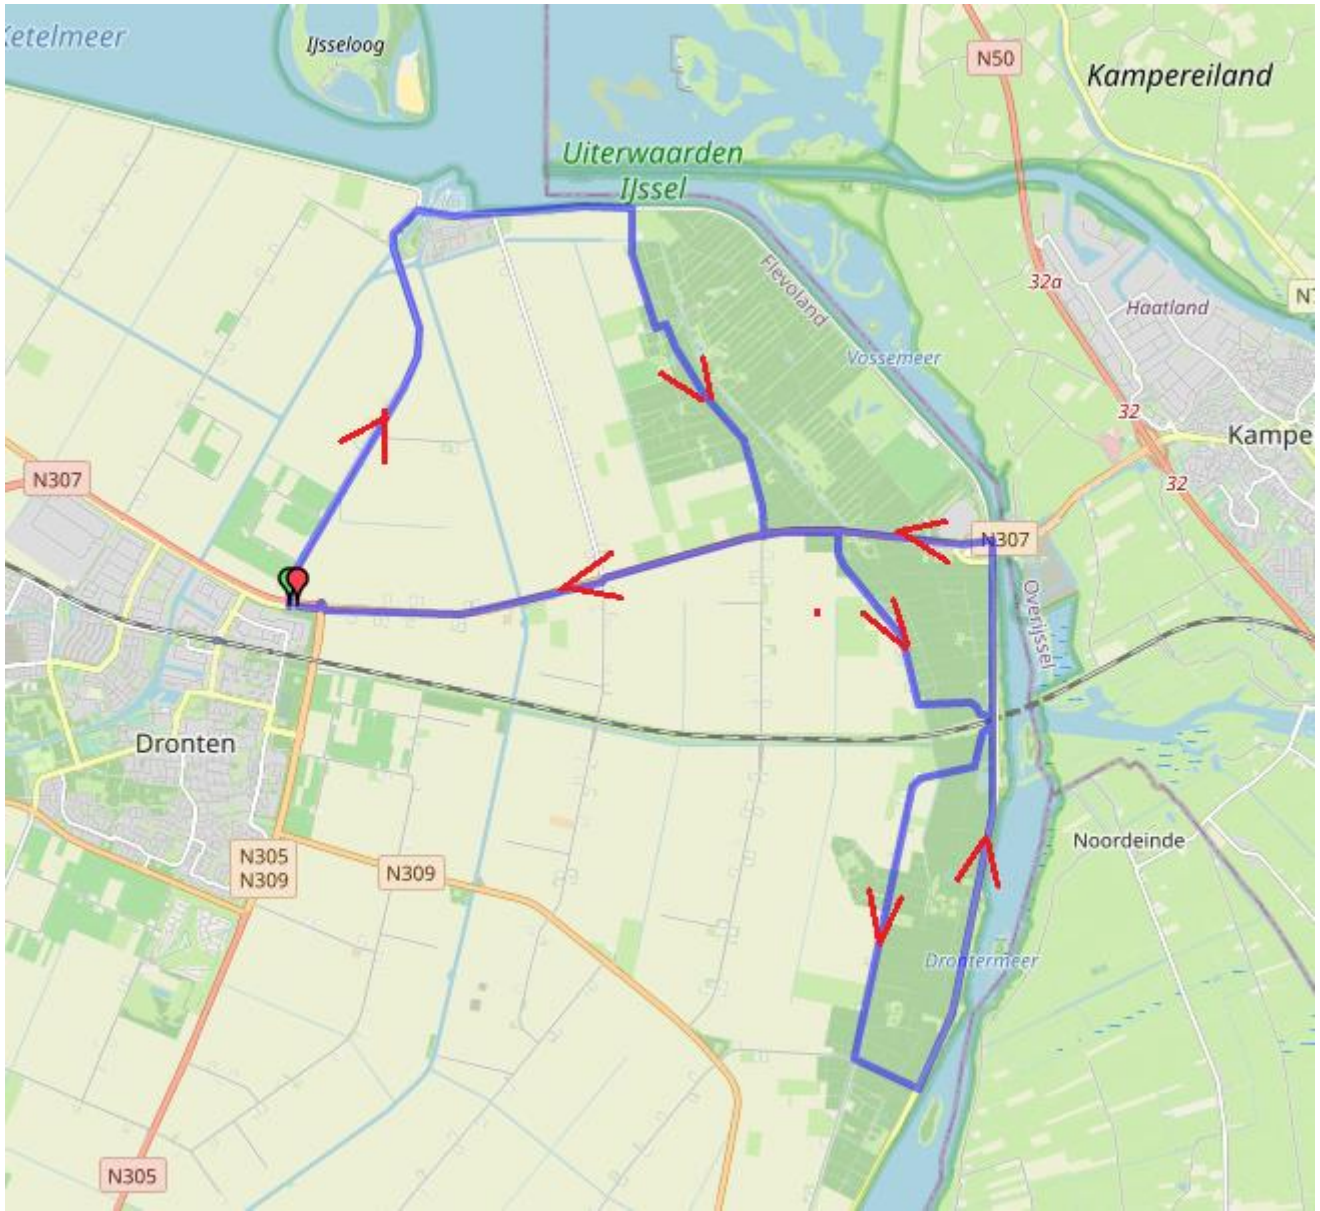 Ketelmeer
IJsseloog
N50
Kampereiland
Uiterwaarden
IJssel
Flevoland
32a
N7
Haatland
Vossemeer
32
Kampe
N307
32
N307
Overijssel
Dronten
Noordeinde
N305
N309
N309
Drontermeer
N305